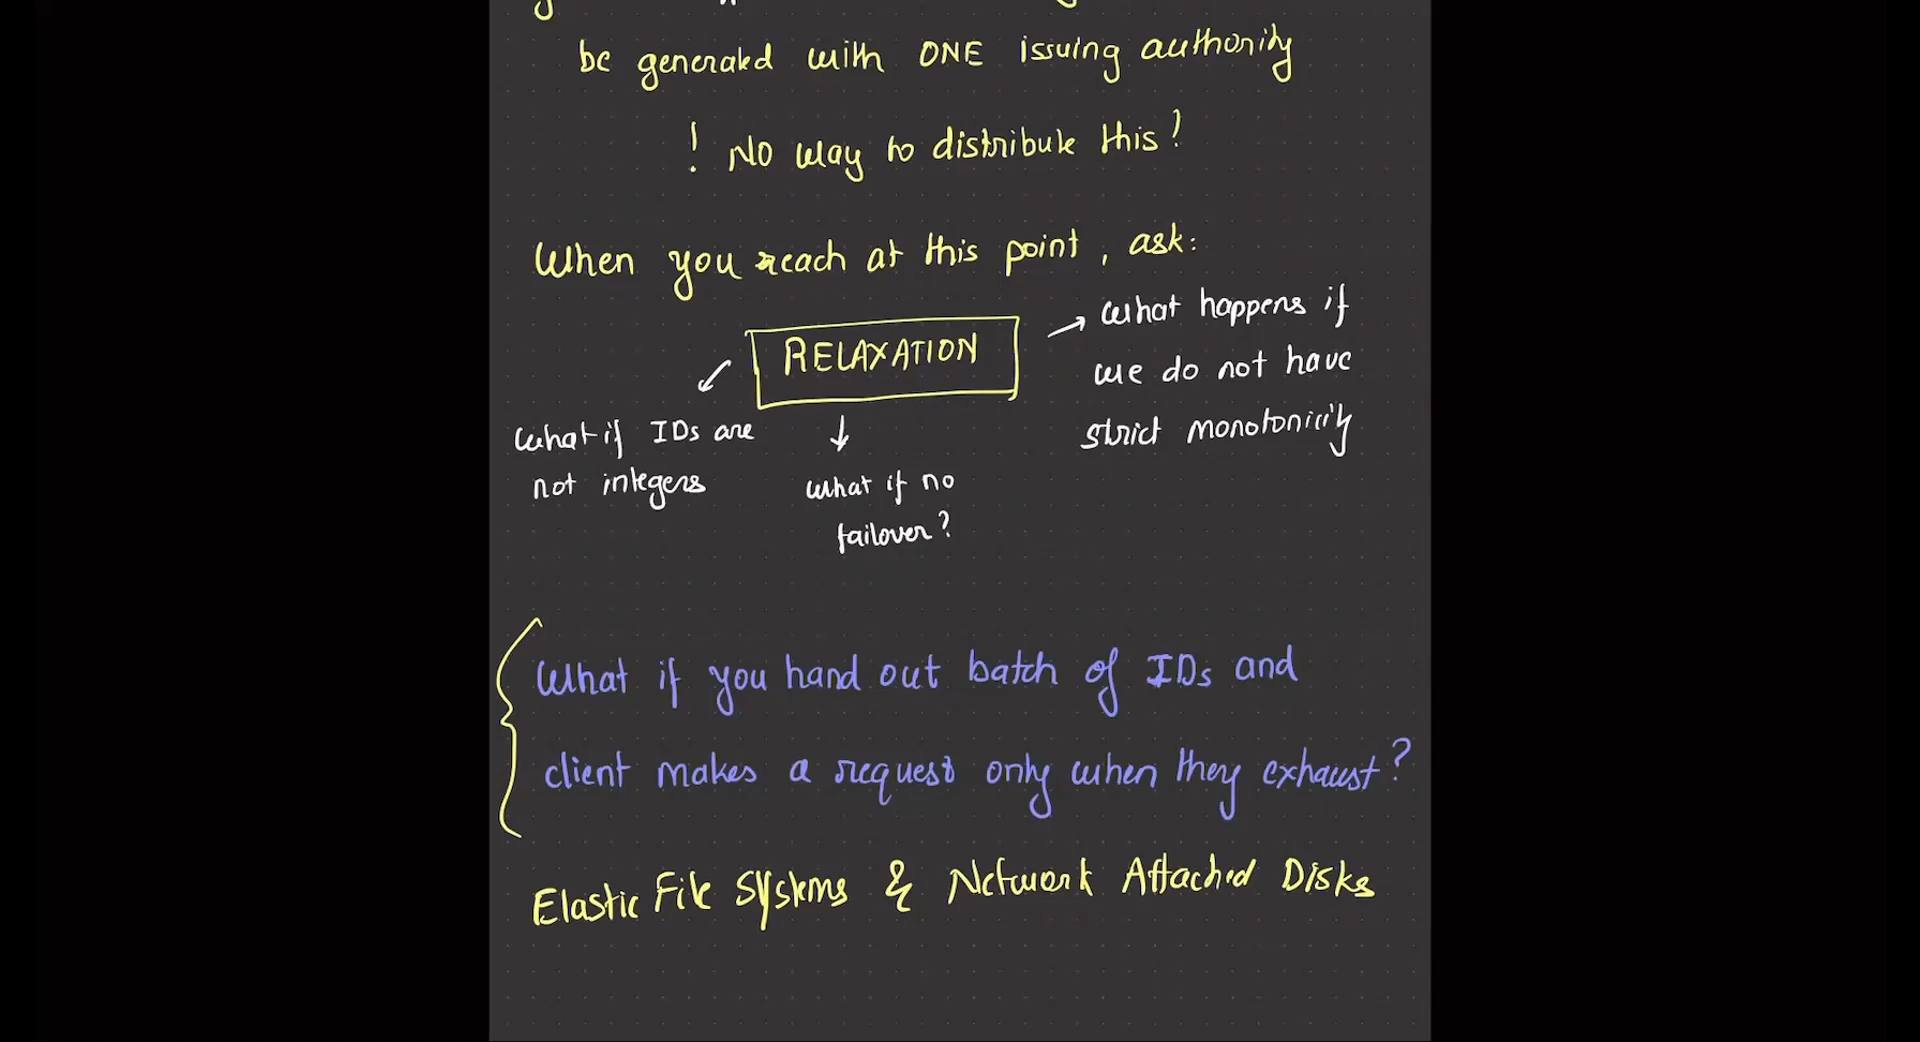 be generated with ONE issuing authority
! No way to distribute this!
When you reach at this point, ask:
RELAXATION
→ What happens if
we do not have
strict monotonicity
What if IDs are
not integers
What if no
failover?
What if you hand out batch of IDs and
client makes a request only when they exhaust?
Elastic File Systems & Network Attached Disks